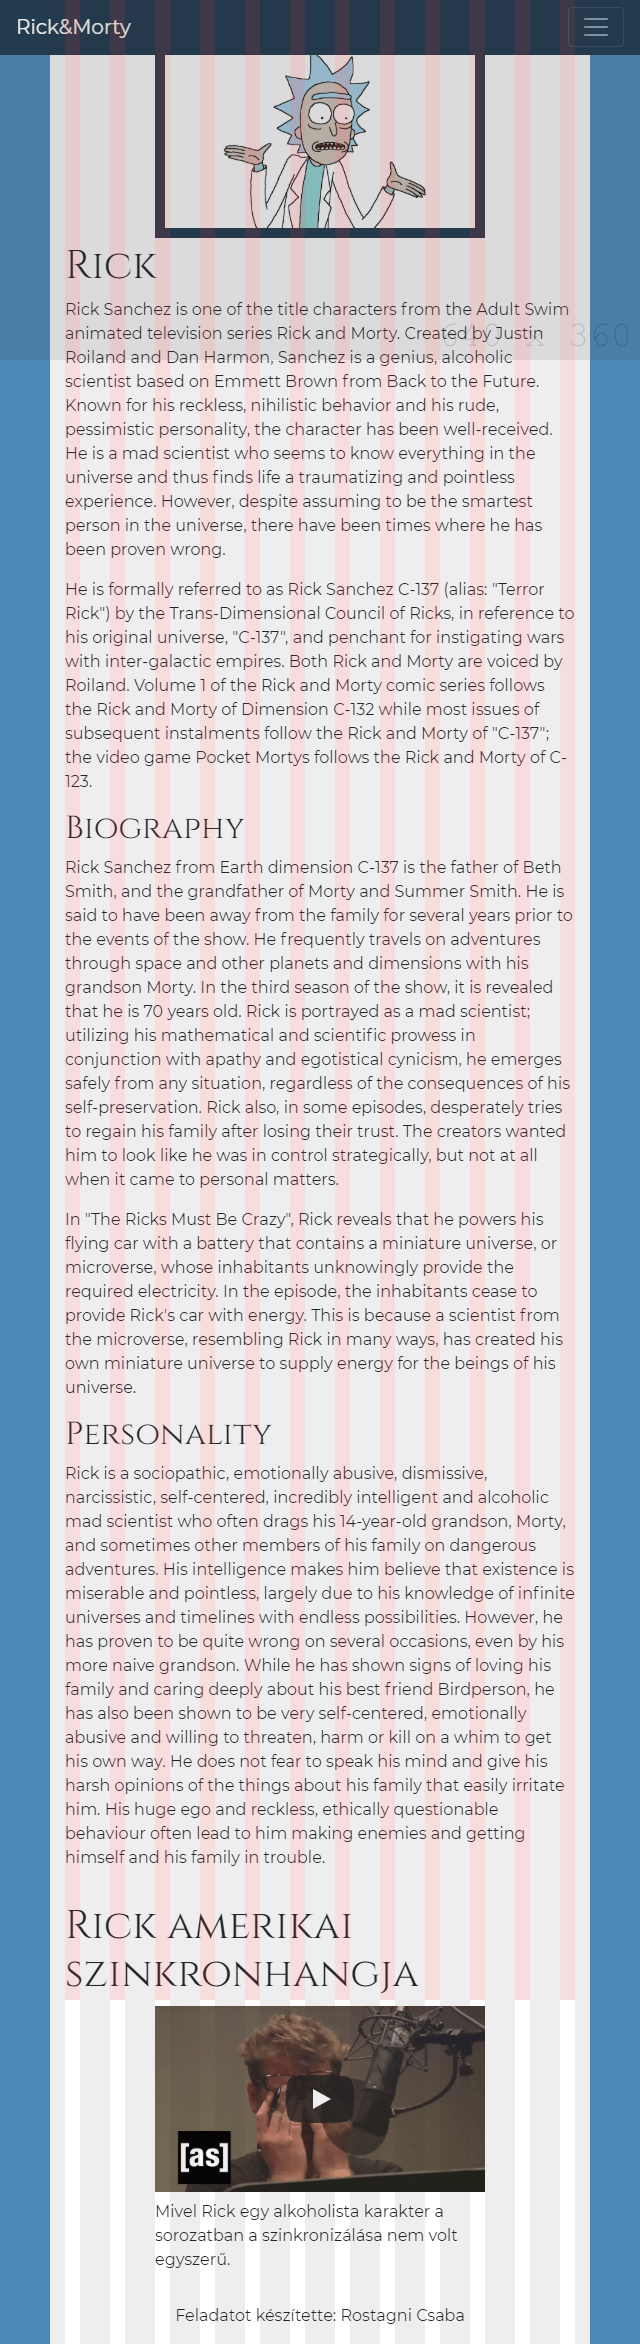 Rick&Morty
Rick
Rick Sanchez is one of the title characters from the Adult Swim
animated television series Rick and Morty. Created by Justin
640 x 360
Roiland and Dan Harmon, Sanchez is a genius, alcoholic
scientist based on Emmett Brown from Back to the Future.
Known for his reckless, nihilistic behavior and his rude,
pessimistic personality, the character has been well-received.
He is a mad scientist who seems to know everything in the
universe and thus finds life a traumatizing and pointless
experience. However, despite assuming to be the smartest
person in the universe, there have been times where he has
been proven wrong.
He is formally referred to as Rick Sanchez C-137 (alias: "Terror
Rick") by the Trans-Dimensional Council of Ricks, in reference to
his original universe, "C-137", and penchant for instigating wars
with inter-galactic empires. Both Rick and Morty are voiced by
Roiland. Volume 1 of the Rick and Morty comic series follows
the Rick and Morty of Dimension C-132 while most issues of
subsequent instalments follow the Rick and Morty of "C-137";
the video game Pocket Mortys follows the Rick and Morty of C-
123.
Biography
Rick Sanchez from Earth dimension C-137 is the father of Beth
Smith, and the grandfather of Morty and Summer Smith. He is
said to have been away from the family for several years prior to
the events of the show. He frequently travels on adventures
through space and other planets and dimensions with his
grandson Morty. In the third season of the show, it is revealed
that he is 70 years old. Rick is portrayed as a mad scientist;
utilizing his mathematical and scientific prowess in
conjunction with apathy and egotistical cynicism, he emerges
safely from any situation, regardless of the consequences of his
self-preservation. Rick also, in some episodes, desperately tries
to regain his family after losing their trust. The creators wanted
him to look like he was in control strategically, but not at all
when it came to personal matters.
In "The Ricks Must Be Crazy", Rick reveals that he powers his
flying car with a battery that contains a miniature universe, or
microverse, whose inhabitants unknowingly provide the
required electricity. In the episode, the inhabitants cease to
provide Rick's car with energy. This is because a scientist from
the microverse, resembling Rick in many ways, has created his
own miniature universe to supply energy for the beings of his
universe.
Personality
Rick is a sociopathic, emotionally abusive, dismissive,
narcissistic, self-centered, incredibly intelligent and alcoholic
mad scientist who often drags his 14-year-old grandson, Morty,
and sometimes other members of his family on dangerous
adventures. His intelligence makes him believe that existence is
miserable and pointless, largely due to his knowledge of infinite
universes and timelines with endless possibilities. However, he
has proven to be quite wrong on several occasions, even by his
more naive grandson. While he has shown signs of loving his
family and caring deeply about his best friend Birdperson, he
has also been shown to be very self-centered, emotionally
abusive and willing to threaten, harm or kill on a whim to get
his own way. He does not fear to speak his mind and give his
harsh opinions of the things about his family that easily irritate
him. His huge ego and reckless, ethically questionable
behaviour often lead to him making enemies and getting
himself and his family in trouble.
Rick amerikai
szinkronhangja
[as]
Mivel Rick egy alkoholista karakter a
sorozatban a szinkronizálása nem volt
egyszerű.
Feladatot készítette: Rostagni Csaba